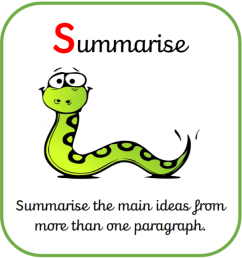 Summarise
Summarise the main ideas from
more than one paragraph.